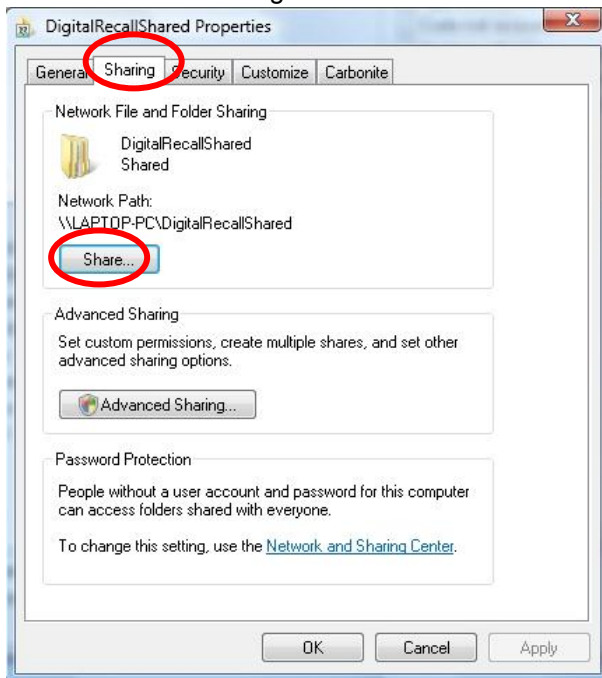 DigitalRecallShared Properties
General Sharing Security Customize Carbonite
Network File and Folder Sharing
DigitalRecallShared
Shared
Network Path:
\\LAPTOP-PC\DigitalRecallShared
Share...
Advanced Sharing
Set custom permissions, create multiple shares, and set other
advanced sharing options.
Advanced Sharing...
Password Protection
People without a user account and password for this computer
can access folders shared with everyone.
To change this setting, use the Network and Sharing Center.
OK Cancel Apply